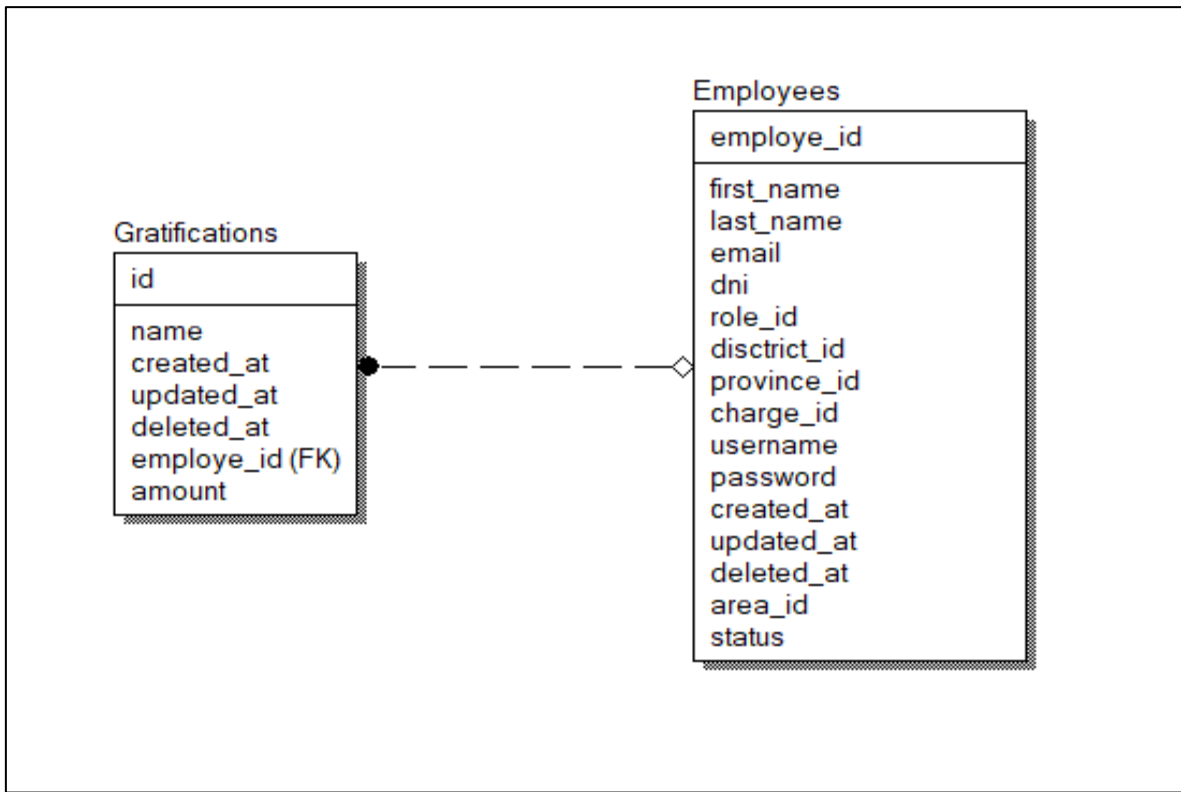 Gratifications
id
name
created_at
updated_at
deleted_at
employe_id (FK)
amount
Employees
employe_id
first_name
last_name
email
dni
role_id
disctrict_id
province_id
charge_id
username
password
created_at
updated_at
deleted_at
area_id
status